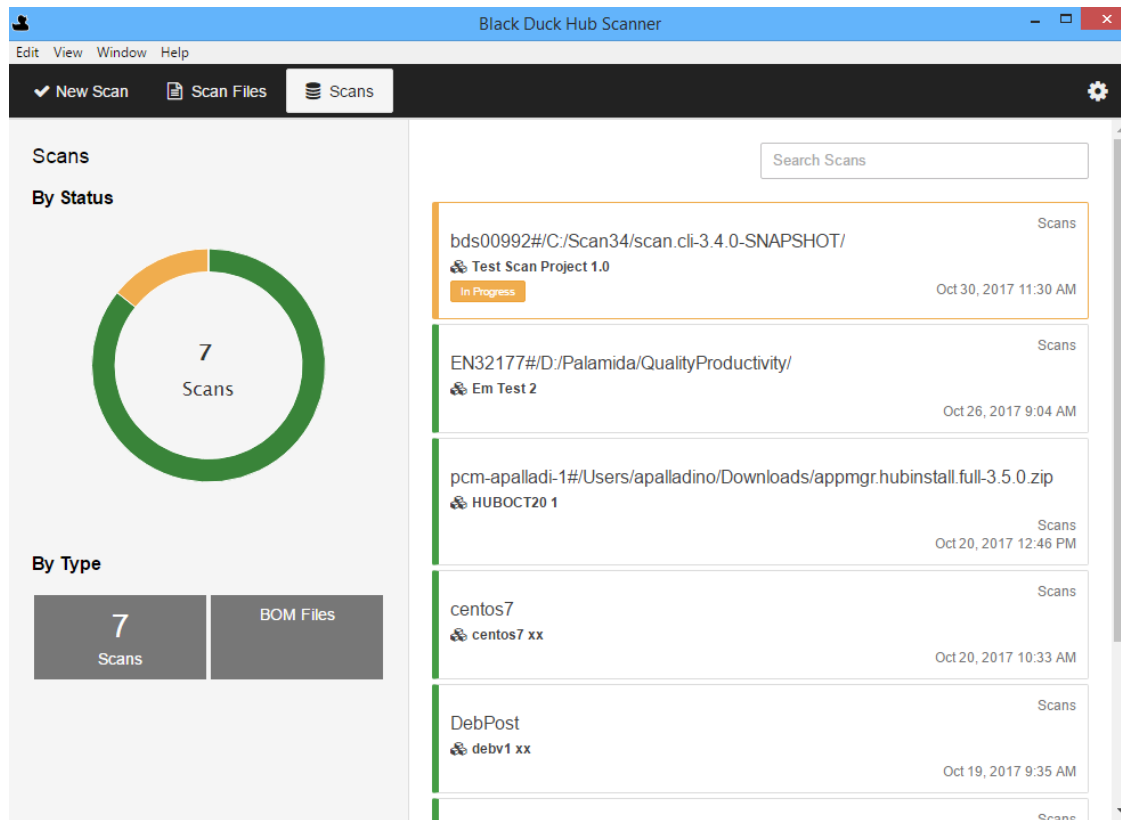 Black Duck Hub Scanner
Edit View Window Help
New Scan Scan Files Scans
Scans
By Status
7
Scans
By Type
7
Scans
BOM Files
Search Scans
Scans
bds00992#/C:/Scan34/scan.cli-3.4.0-SNAPSHOT/
Test Scan Project 1.0
In Progress
Oct 30, 2017 11:30 AM
Scans
EN32177#/D:/Palamida/QualityProductivity/
Em Test 2
Oct 26, 2017 9:04 AM
pcm-apalladi-1#/Users/apalladino/Downloads/appmgr.hubinstall.full-3.5.0.zip
HUBOCT20 1
Scans
Oct 20, 2017 12:46 PM
Scans
centos7
centos7 xx
Oct 20, 2017 10:33 AM
Scans
DebPost
debv1 xx
Oct 19, 2017 9:35 AM
Scans